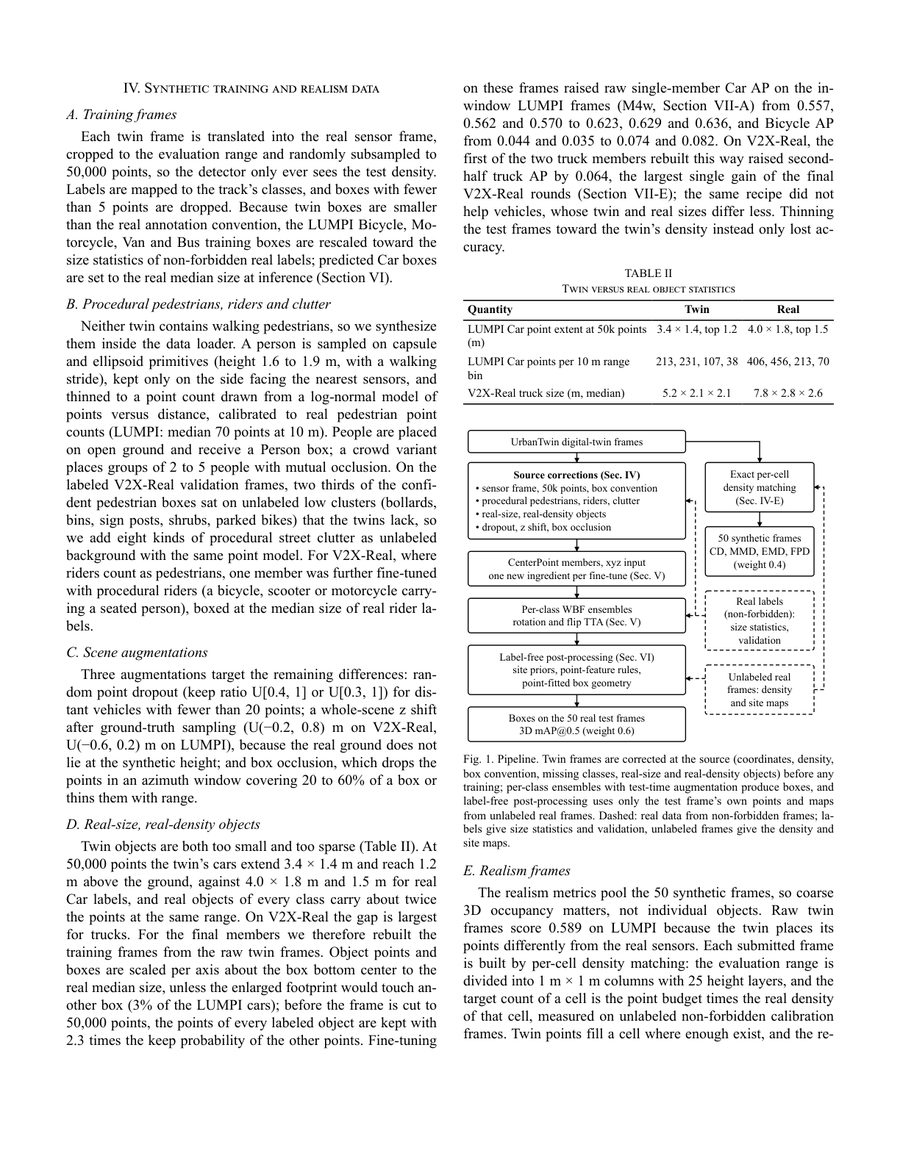 IV. Synthetic training and realism data
A. Training frames
Each twin frame is translated into the real sensor frame,
cropped to the evaluation range and randomly subsampled to
50,000 points, so the detector only ever sees the test density.
Labels are mapped to the track's classes, and boxes with fewer
than 5 points are dropped. Because twin boxes are smaller
than the real annotation convention, the LUMPI Bicycle, Mo-
torcycle, Van and Bus training boxes are rescaled toward the
size statistics of non-forbidden real labels; predicted Car boxes
are set to the real median size at inference (Section VI).
B. Procedural pedestrians, riders and clutter
Neither twin contains walking pedestrians, so we synthesize
them inside the data loader. A person is sampled on capsule
and ellipsoid primitives (height 1.6 to 1.9 m, with a walking
stride), kept only on the side facing the nearest sensors, and
thinned to a point count drawn from a log-normal model of
points versus distance, calibrated to real pedestrian point
counts (LUMPI: median 70 points at 10 m). People are placed
on open ground and receive a Person box; a crowd variant
places groups of 2 to 5 people with mutual occlusion. On the
labeled V2X-Real validation frames, two thirds of the confi-
dent pedestrian boxes sat on unlabeled low clusters (bollards,
bins, sign posts, shrubs, parked bikes) that the twins lack, so
we add eight kinds of procedural street clutter as unlabeled
background with the same point model. For V2X-Real, where
riders count as pedestrians, one member was further fine-tuned
with procedural riders (a bicycle, scooter or motorcycle carry-
ing a seated person), boxed at the median size of real rider la-
bels.
C. Scene augmentations
Three augmentations target the remaining differences: ran-
dom point dropout (keep ratio U[0.4, 1] or U[0.3, 1]) for dis-
tant vehicles with fewer than 20 points; a whole-scene z shift
after ground-truth sampling (U(−0.2, 0.8) m on V2X-Real,
U(−0.6, 0.2) m on LUMPI), because the real ground does not
lie at the synthetic height; and box occlusion, which drops the
points in an azimuth window covering 20 to 60% of a box or
thins them with range.
D. Real-size, real-density objects
Twin objects are both too small and too sparse (Table II). At
50,000 points the twin's cars extend 3.4 × 1.4 m and reach 1.2
m above the ground, against 4.0 × 1.8 m and 1.5 m for real
Car labels, and real objects of every class carry about twice
the points at the same range. On V2X-Real the gap is largest
for trucks. For the final members we therefore rebuilt the
training frames from the raw twin frames. Object points and
boxes are scaled per axis about the box bottom center to the
real median size, unless the enlarged footprint would touch an-
other box (3% of the LUMPI cars); before the frame is cut to
50,000 points, the points of every labeled object are kept with
2.3 times the keep probability of the other points. Fine-tuning
on these frames raised raw single-member Car AP on the in-
window LUMPI frames (M4w, Section VII-A) from 0.557,
0.562 and 0.570 to 0.623, 0.629 and 0.636, and Bicycle AP
from 0.044 and 0.035 to 0.074 and 0.082. On V2X-Real, the
first of the two truck members rebuilt this way raised second-
half truck AP by 0.064, the largest single gain of the final
V2X-Real rounds (Section VII-E); the same recipe did not
help vehicles, whose twin and real sizes differ less. Thinning
the test frames toward the twin's density instead only lost ac-
curacy.
TABLE II
Twin versus real object statistics
Quantity Twin Real
LUMPI Car point extent at 50k points 3.4 × 1.4, top 1.2 4.0 × 1.8, top 1.5
(m)
LUMPI Car points per 10 m range 213, 231, 107, 38 406, 456, 213, 70
bin
V2X-Real truck size (m, median) 5.2 × 2.1 × 2.1 7.8 × 2.8 × 2.6
UrbanTwin digital-twin frames
Source corrections (Sec. IV)
• sensor frame, 50k points, box convention
• procedural pedestrians, riders, clutter
• real-size, real-density objects
• dropout, z shift, box occlusion
CenterPoint members, xyz input
one new ingredient per fine-tune (Sec. V)
Per-class WBF ensembles
rotation and flip TTA (Sec. V)
Label-free post-processing (Sec. VI)
site priors, point-feature rules,
point-fitted box geometry
Boxes on the 50 real test frames
3D mAP@0.5 (weight 0.6)
Exact per-cell
density matching
(Sec. IV-E)
50 synthetic frames
CD, MMD, EMD, FPD
(weight 0.4)
Real labels
(non-forbidden):
size statistics,
validation
Unlabeled real
frames: density
and site maps
Fig. 1. Pipeline. Twin frames are corrected at the source (coordinates, density,
box convention, missing classes, real-size and real-density objects) before any
training; per-class ensembles with test-time augmentation produce boxes, and
label-free post-processing uses only the test frame's own points and maps
from unlabeled real frames. Dashed: real data from non-forbidden frames; la-
bels give size statistics and validation, unlabeled frames give the density and
site maps.
E. Realism frames
The realism metrics pool the 50 synthetic frames, so coarse
3D occupancy matters, not individual objects. Raw twin
frames score 0.589 on LUMPI because the twin places its
points differently from the real sensors. Each submitted frame
is built by per-cell density matching: the evaluation range is
divided into 1 m × 1 m columns with 25 height layers, and the
target count of a cell is the point budget times the real density
of that cell, measured on unlabeled non-forbidden calibration
frames. Twin points fill a cell where enough exist, and the re-